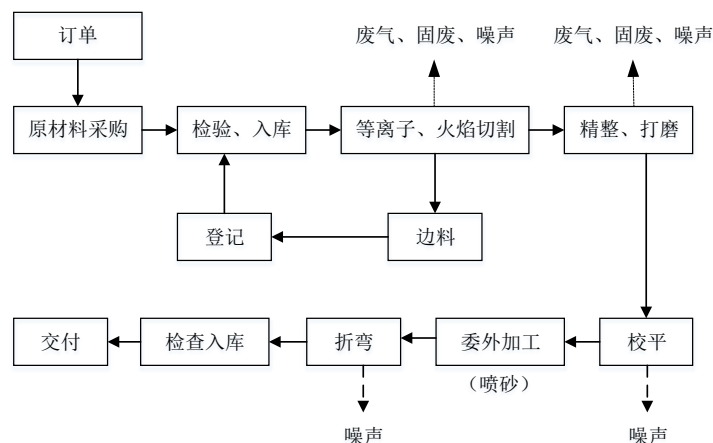 订单
废气、固废、噪声
废气、固废、噪声
原材料采购
检验、入库
等离子、火焰切割
精整、打磨
登记
边料
交付
检查入库
折弯
委外加工
校平
（喷砂）
噪声
噪声